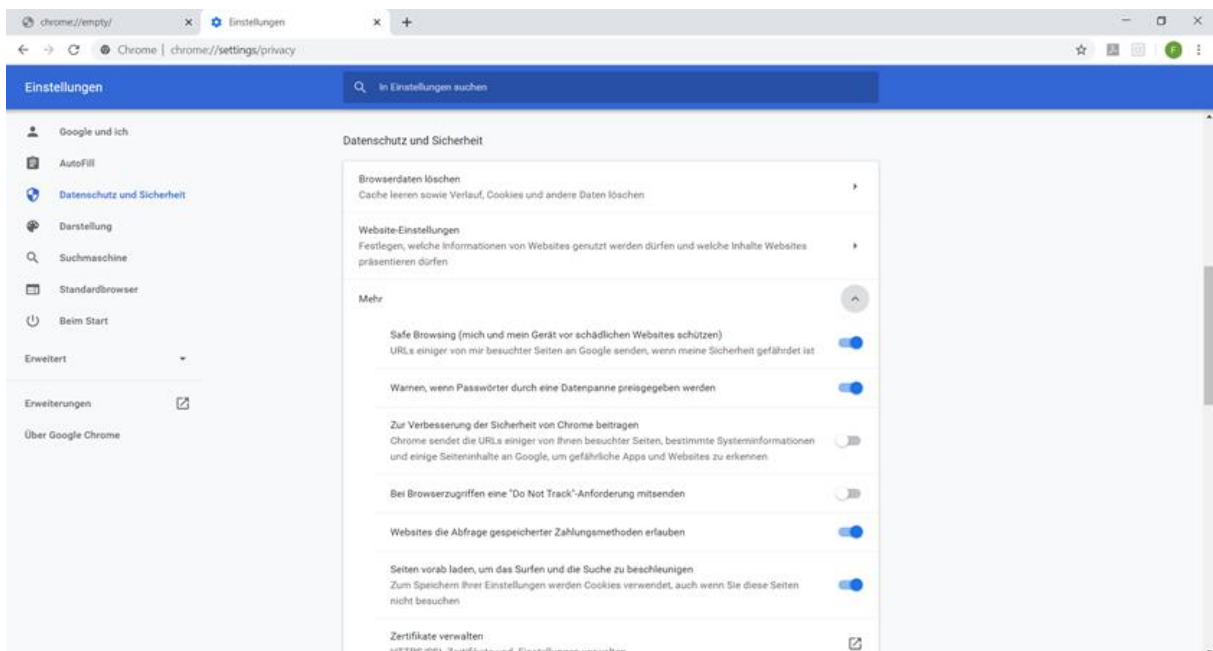 chrome://empty/
Einstellungen
Chrome | chrome://settings/privacy
F
Einstellungen
In Einstellungen suchen
Google und ich
AutoFill
Datenschutz und Sicherheit
Darstellung
Suchmaschine
Standardbrowser
Beim Start
Erweitert
Erweiterungen
Über Google Chrome
Datenschutz und Sicherheit
Browserdaten löschen
Cache leeren sowie Verlauf, Cookies und andere Daten löschen
Website-Einstellungen
Festlegen, welche Informationen von Websites genutzt werden dürfen und welche Inhalte Websites
präsentieren dürfen
Mehr
Safe Browsing (mich und mein Gerät vor schädlichen Websites schützen)
URLs einiger von mir besuchter Seiten an Google senden, wenn meine Sicherheit gefährdet ist
Warnen, wenn Passwörter durch eine Datenpanne preisgegeben werden
Zur Verbesserung der Sicherheit von Chrome beitragen
Chrome sendet die URLs einiger von Ihnen besuchter Seiten, bestimmte Systeminformationen
und einige Seiteninhalte an Google, um gefährliche Apps und Websites zu erkennen
Bei Browserzugriffen eine "Do Not Track"-Anforderung mitsenden
Websites die Abfrage gespeicherter Zahlungsmethoden erlauben
Seiten vorab laden, um das Surfen und die Suche zu beschleunigen
Zum Speichern Ihrer Einstellungen werden Cookies verwendet, auch wenn Sie diese Seiten
nicht besuchen
Zertifikate verwalten
HTTPS/SSL-Zertifikate und -Einstellungen verwalten